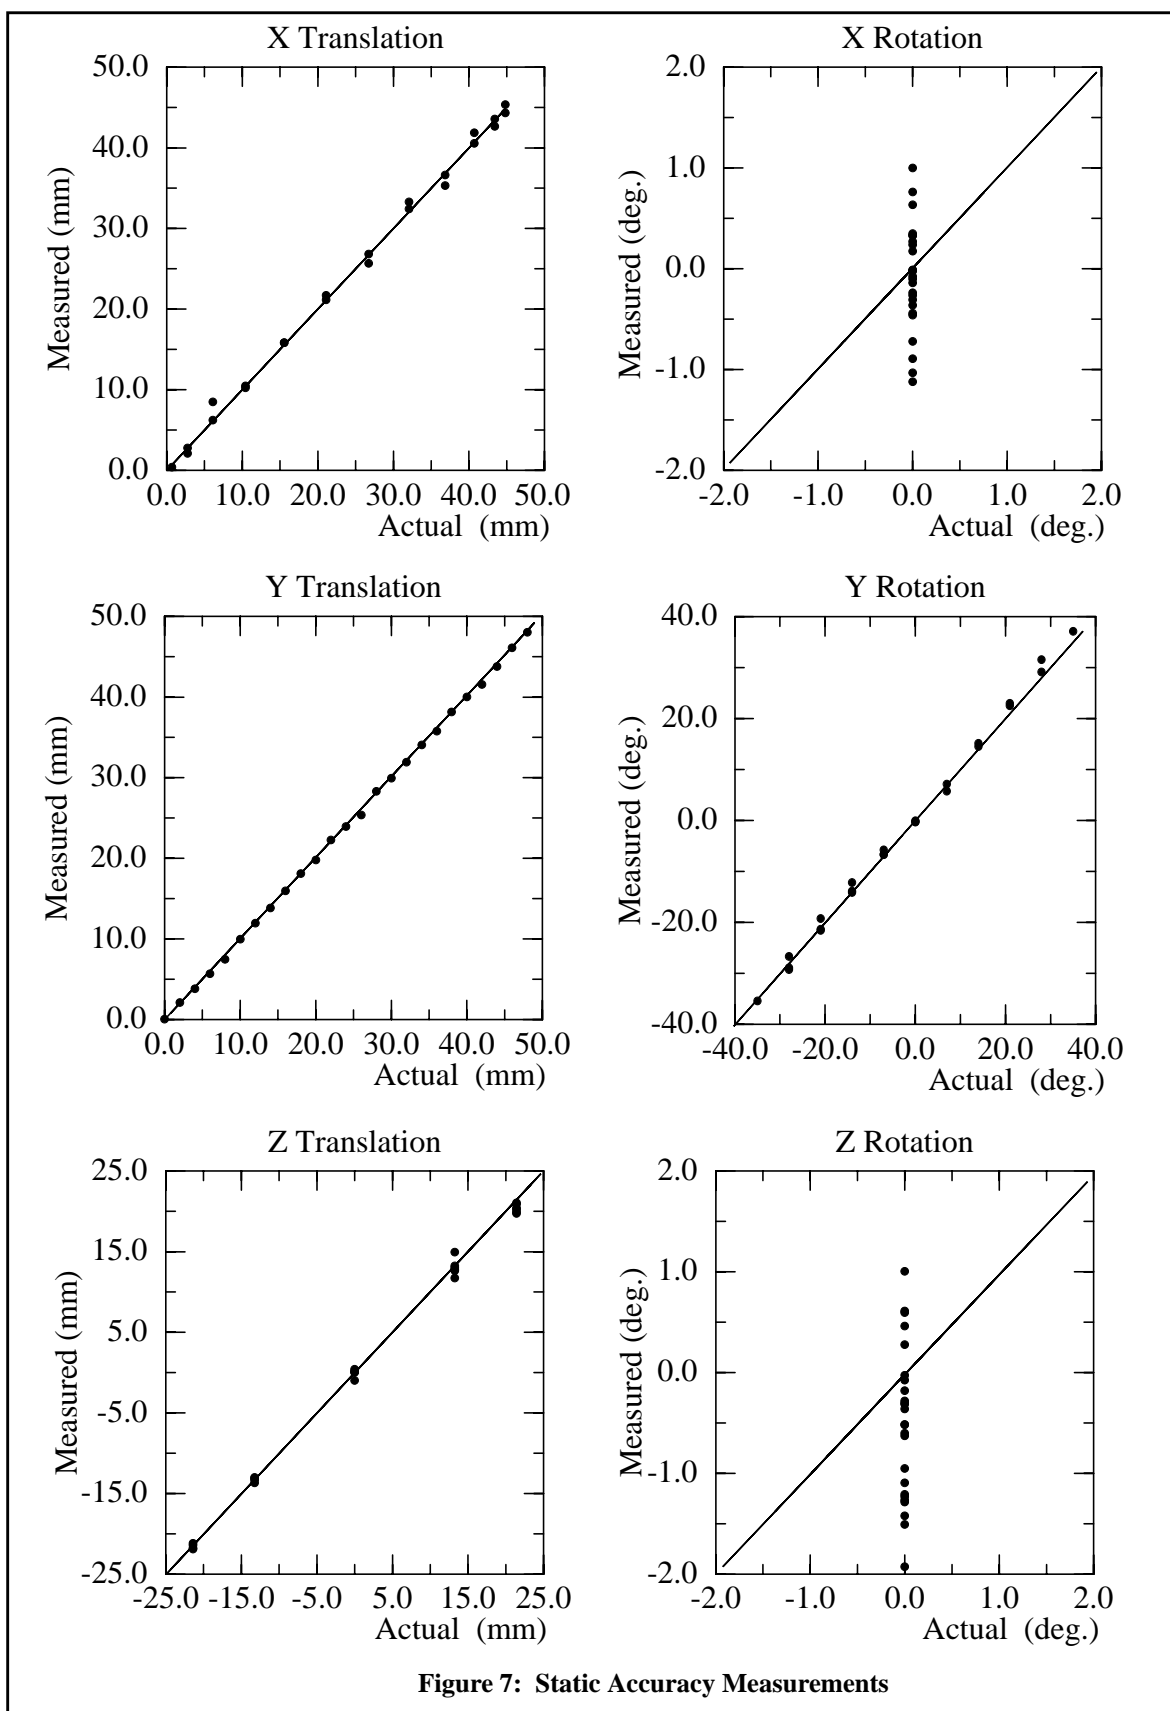 X Translation
50.0
40.0
30.0
20.0
10.0
0.0
Measured (mm)
0.0 10.0 20.0 30.0 40.0 50.0
Actual (mm)
X Rotation
2.0
1.0
0.0
-1.0
-2.0
Measured (deg.)
-2.0 -1.0 0.0 1.0 2.0
Actual (deg.)
Y Translation
50.0
40.0
30.0
20.0
10.0
0.0
Measured (mm)
0.0 10.0 20.0 30.0 40.0 50.0
Actual (mm)
Y Rotation
40.0
20.0
0.0
-20.0
-40.0
Measured (deg.)
-40.0 -20.0 0.0 20.0 40.0
Actual (deg.)
Z Translation
25.0
15.0
5.0
-5.0
-15.0
-25.0
Measured (mm)
-25.0 -15.0 -5.0 5.0 15.0 25.0
Actual (mm)
Z Rotation
2.0
1.0
0.0
-1.0
-2.0
Measured (deg.)
-2.0 -1.0 0.0 1.0 2.0
Actual (deg.)
Figure 7: Static Accuracy Measurements